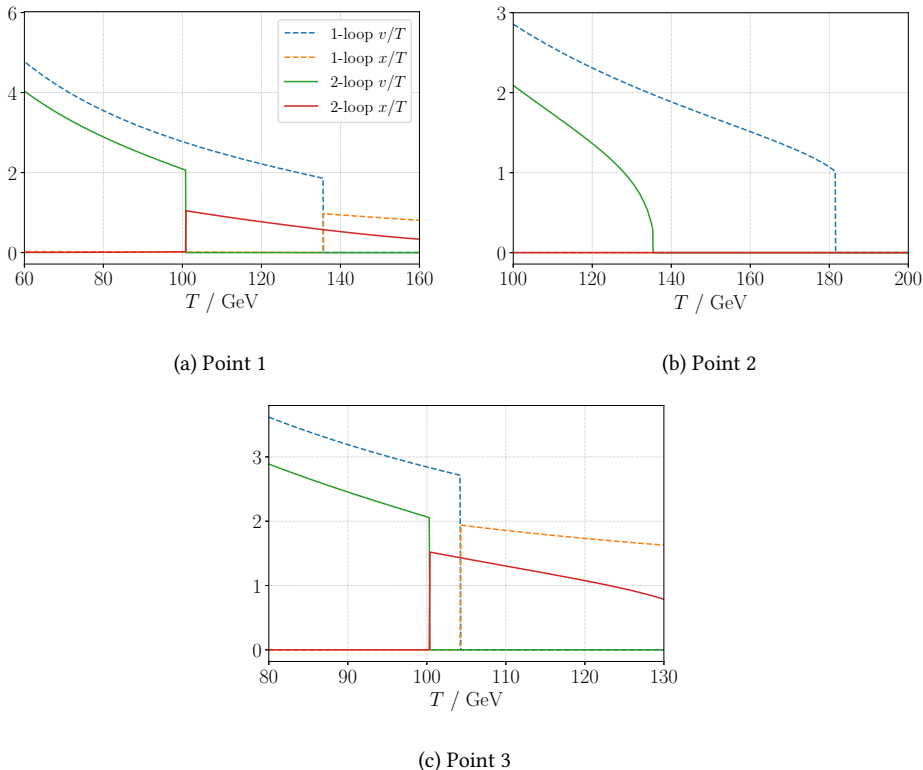 6
4
2
0
60 80 100 120 140 160
T / GeV
1-loop v/T
1-loop x/T
2-loop v/T
2-loop x/T
(a) Point 1
3
2
1
0
100 120 140 160 180 200
T / GeV
(b) Point 2
3
2
1
0
80 90 100 110 120 130
T / GeV
(c) Point 3